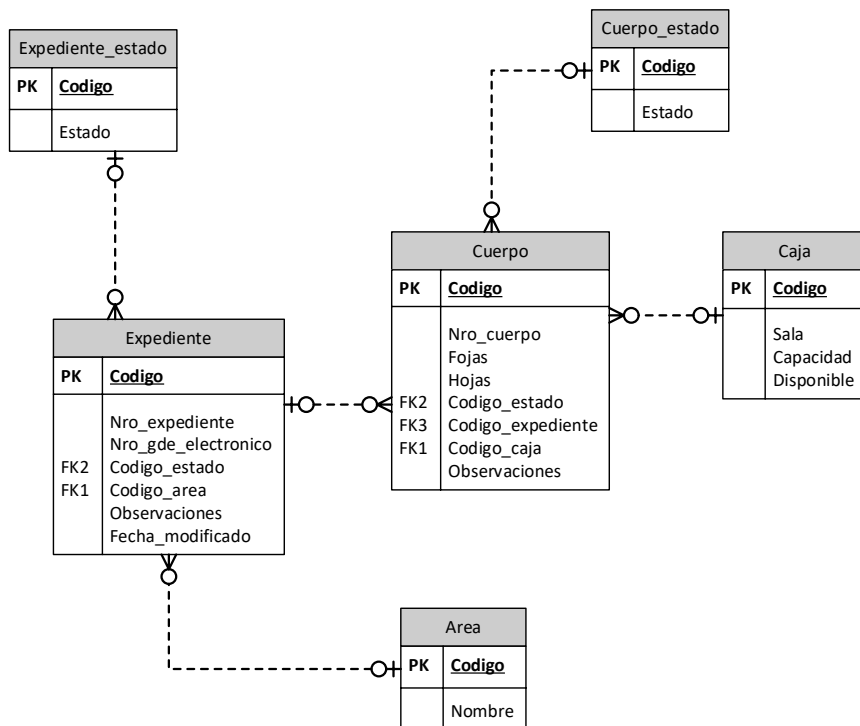 Expediente_estado
PK Codigo
Estado
Cuerpo_estado
PK Codigo
Estado
Cuerpo
PK Codigo
Nro_cuerpo
Fojas
Hojas
FK2 Codigo_estado
FK3 Codigo_expediente
FK1 Codigo_caja
Observaciones
Caja
PK Codigo
Sala
Capacidad
Disponible
Expediente
PK Codigo
Nro_expediente
Nro_gde_electronico
FK2 Codigo_estado
FK1 Codigo_area
Observaciones
Fecha_modificado
Area
PK Codigo
Nombre